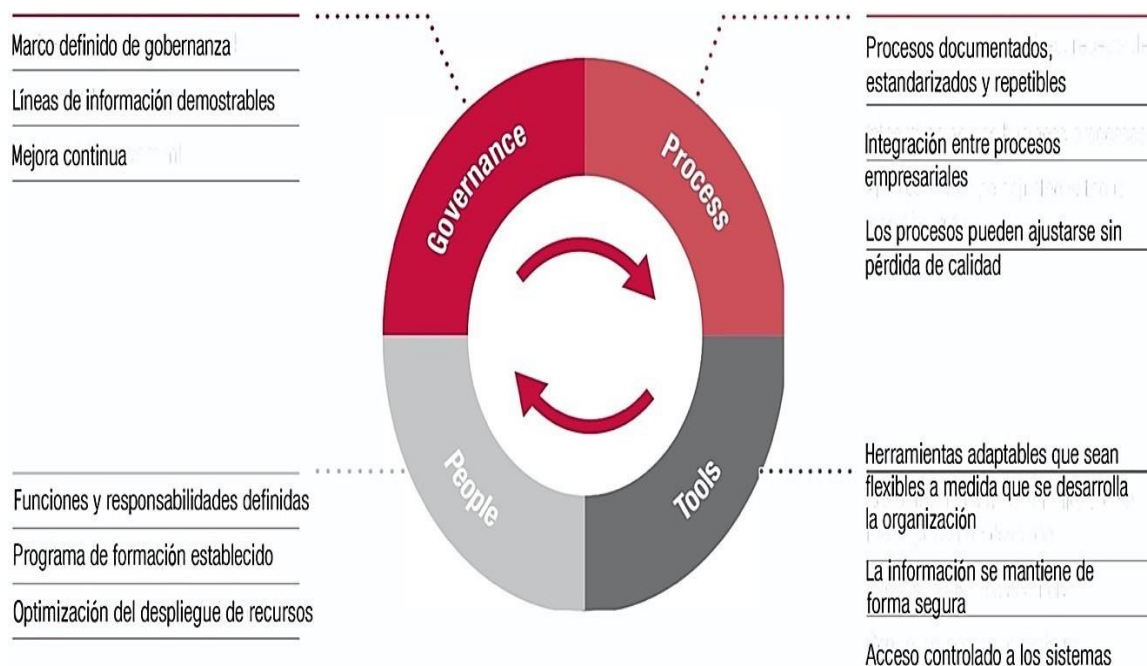 Marco definido de gobernanza
Líneas de información demostrables
Mejora continua
Procesos documentados,
estandarizados y repetibles
Integración entre procesos
empresariales
Los procesos pueden ajustarse sin
pérdida de calidad
Governance
Process
People
Tools
Funciones y responsabilidades definidas
Programa de formación establecido
Optimización del despliegue de recursos
Herramientas adaptables que sean
flexibles a medida que se desarrolla
la organización
La información se mantiene de
forma segura
Acceso controlado a los sistemas